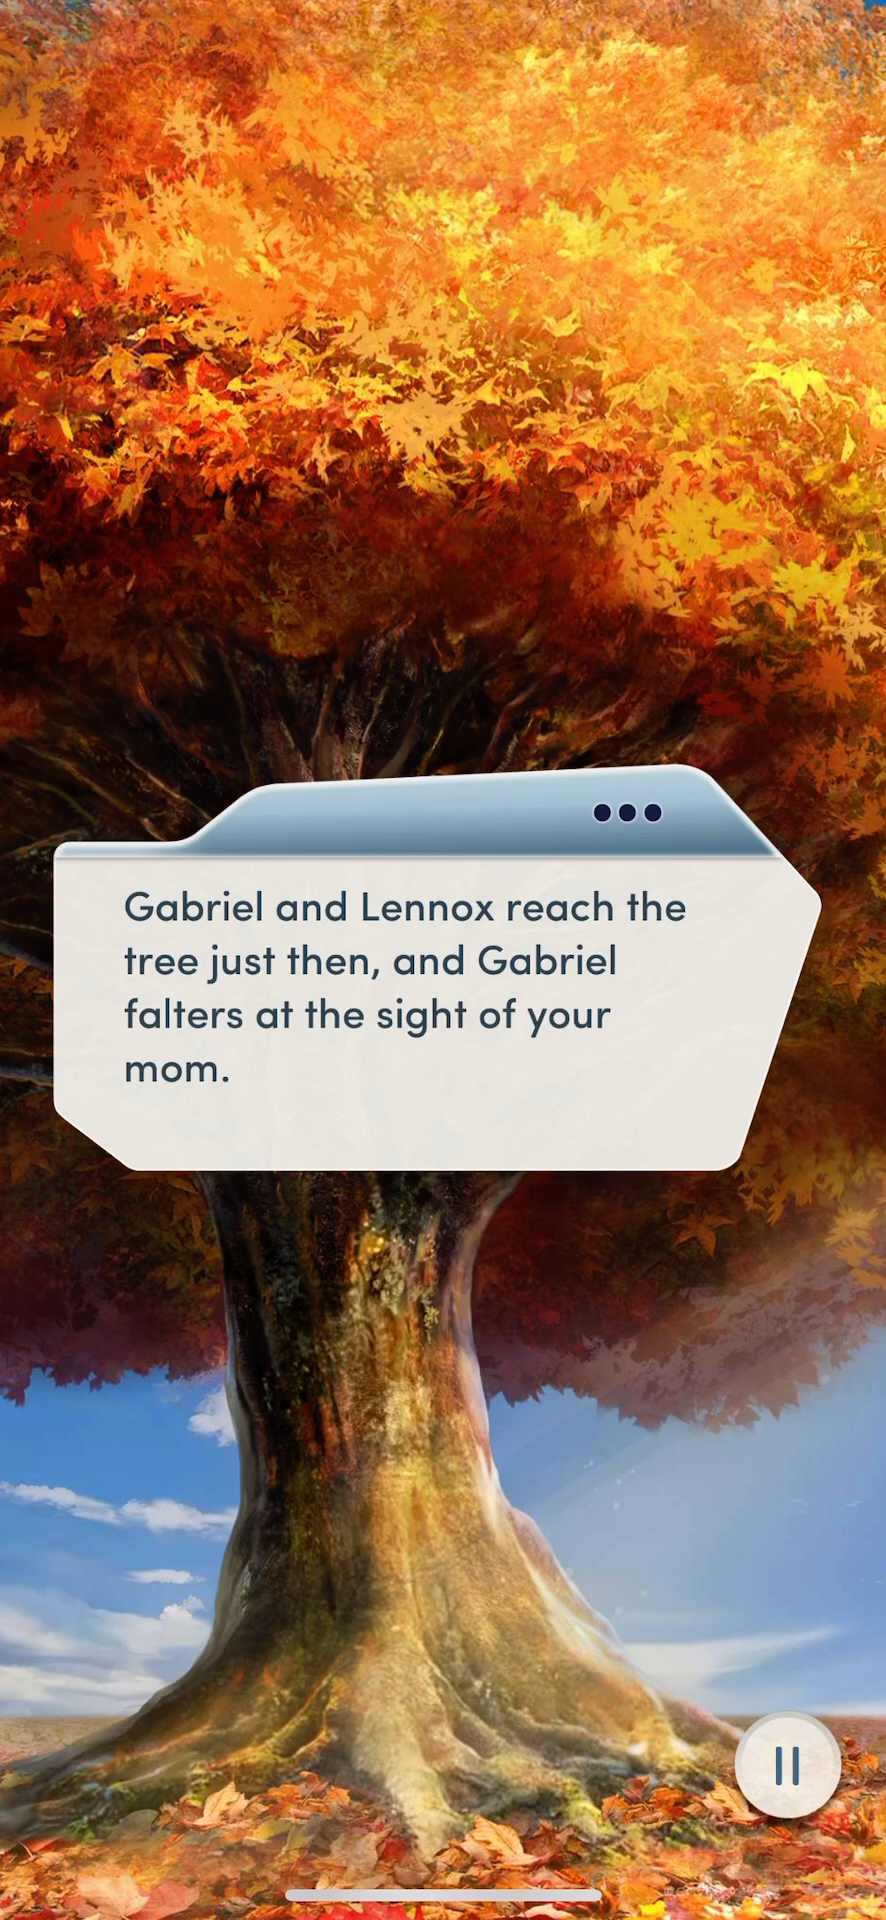 Gabriel and Lennox reach the
tree just then, and Gabriel
falters at the sight of your
mom.